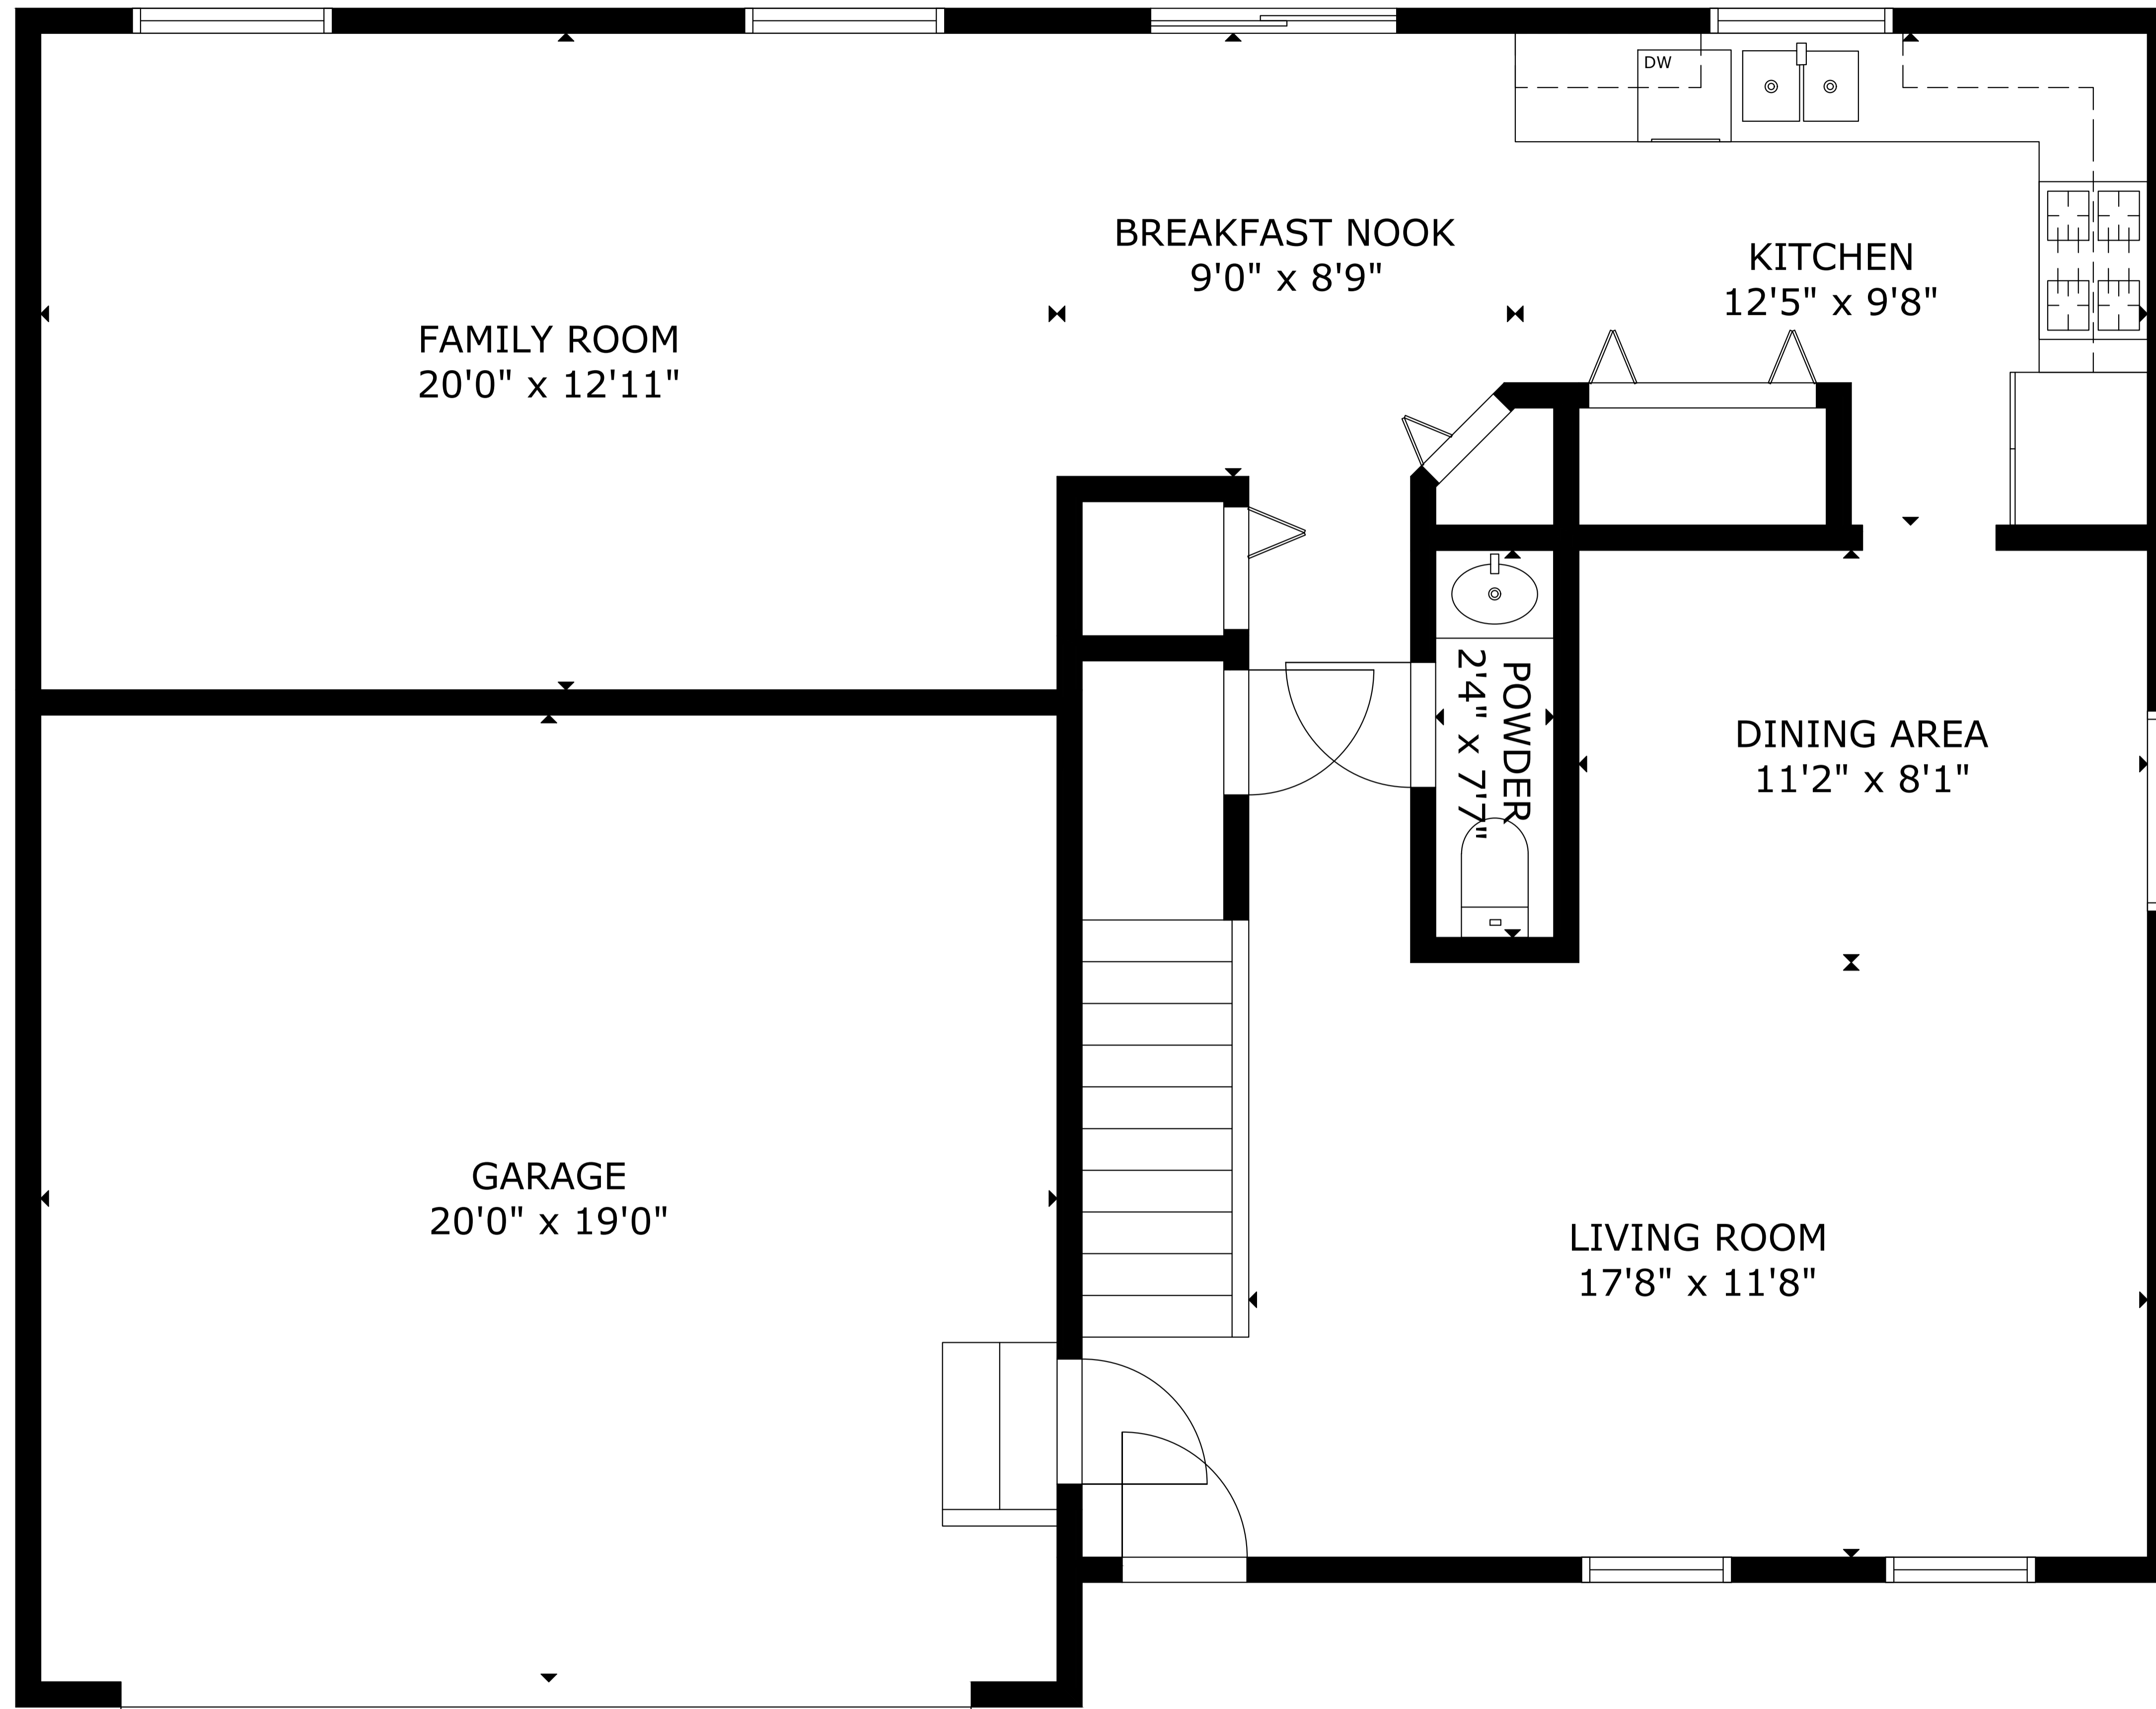 DW
BREAKFAST NOOK
9'0" x 8'9"
KITCHEN
12'5" x 9'8"
FAMILY ROOM
20'0" x 12'11"
POWDER
2'4" x 7'7"
DINING AREA
11'2" x 8'1"
GARAGE
20'0" x 19'0"
LIVING ROOM
17'8" x 11'8"